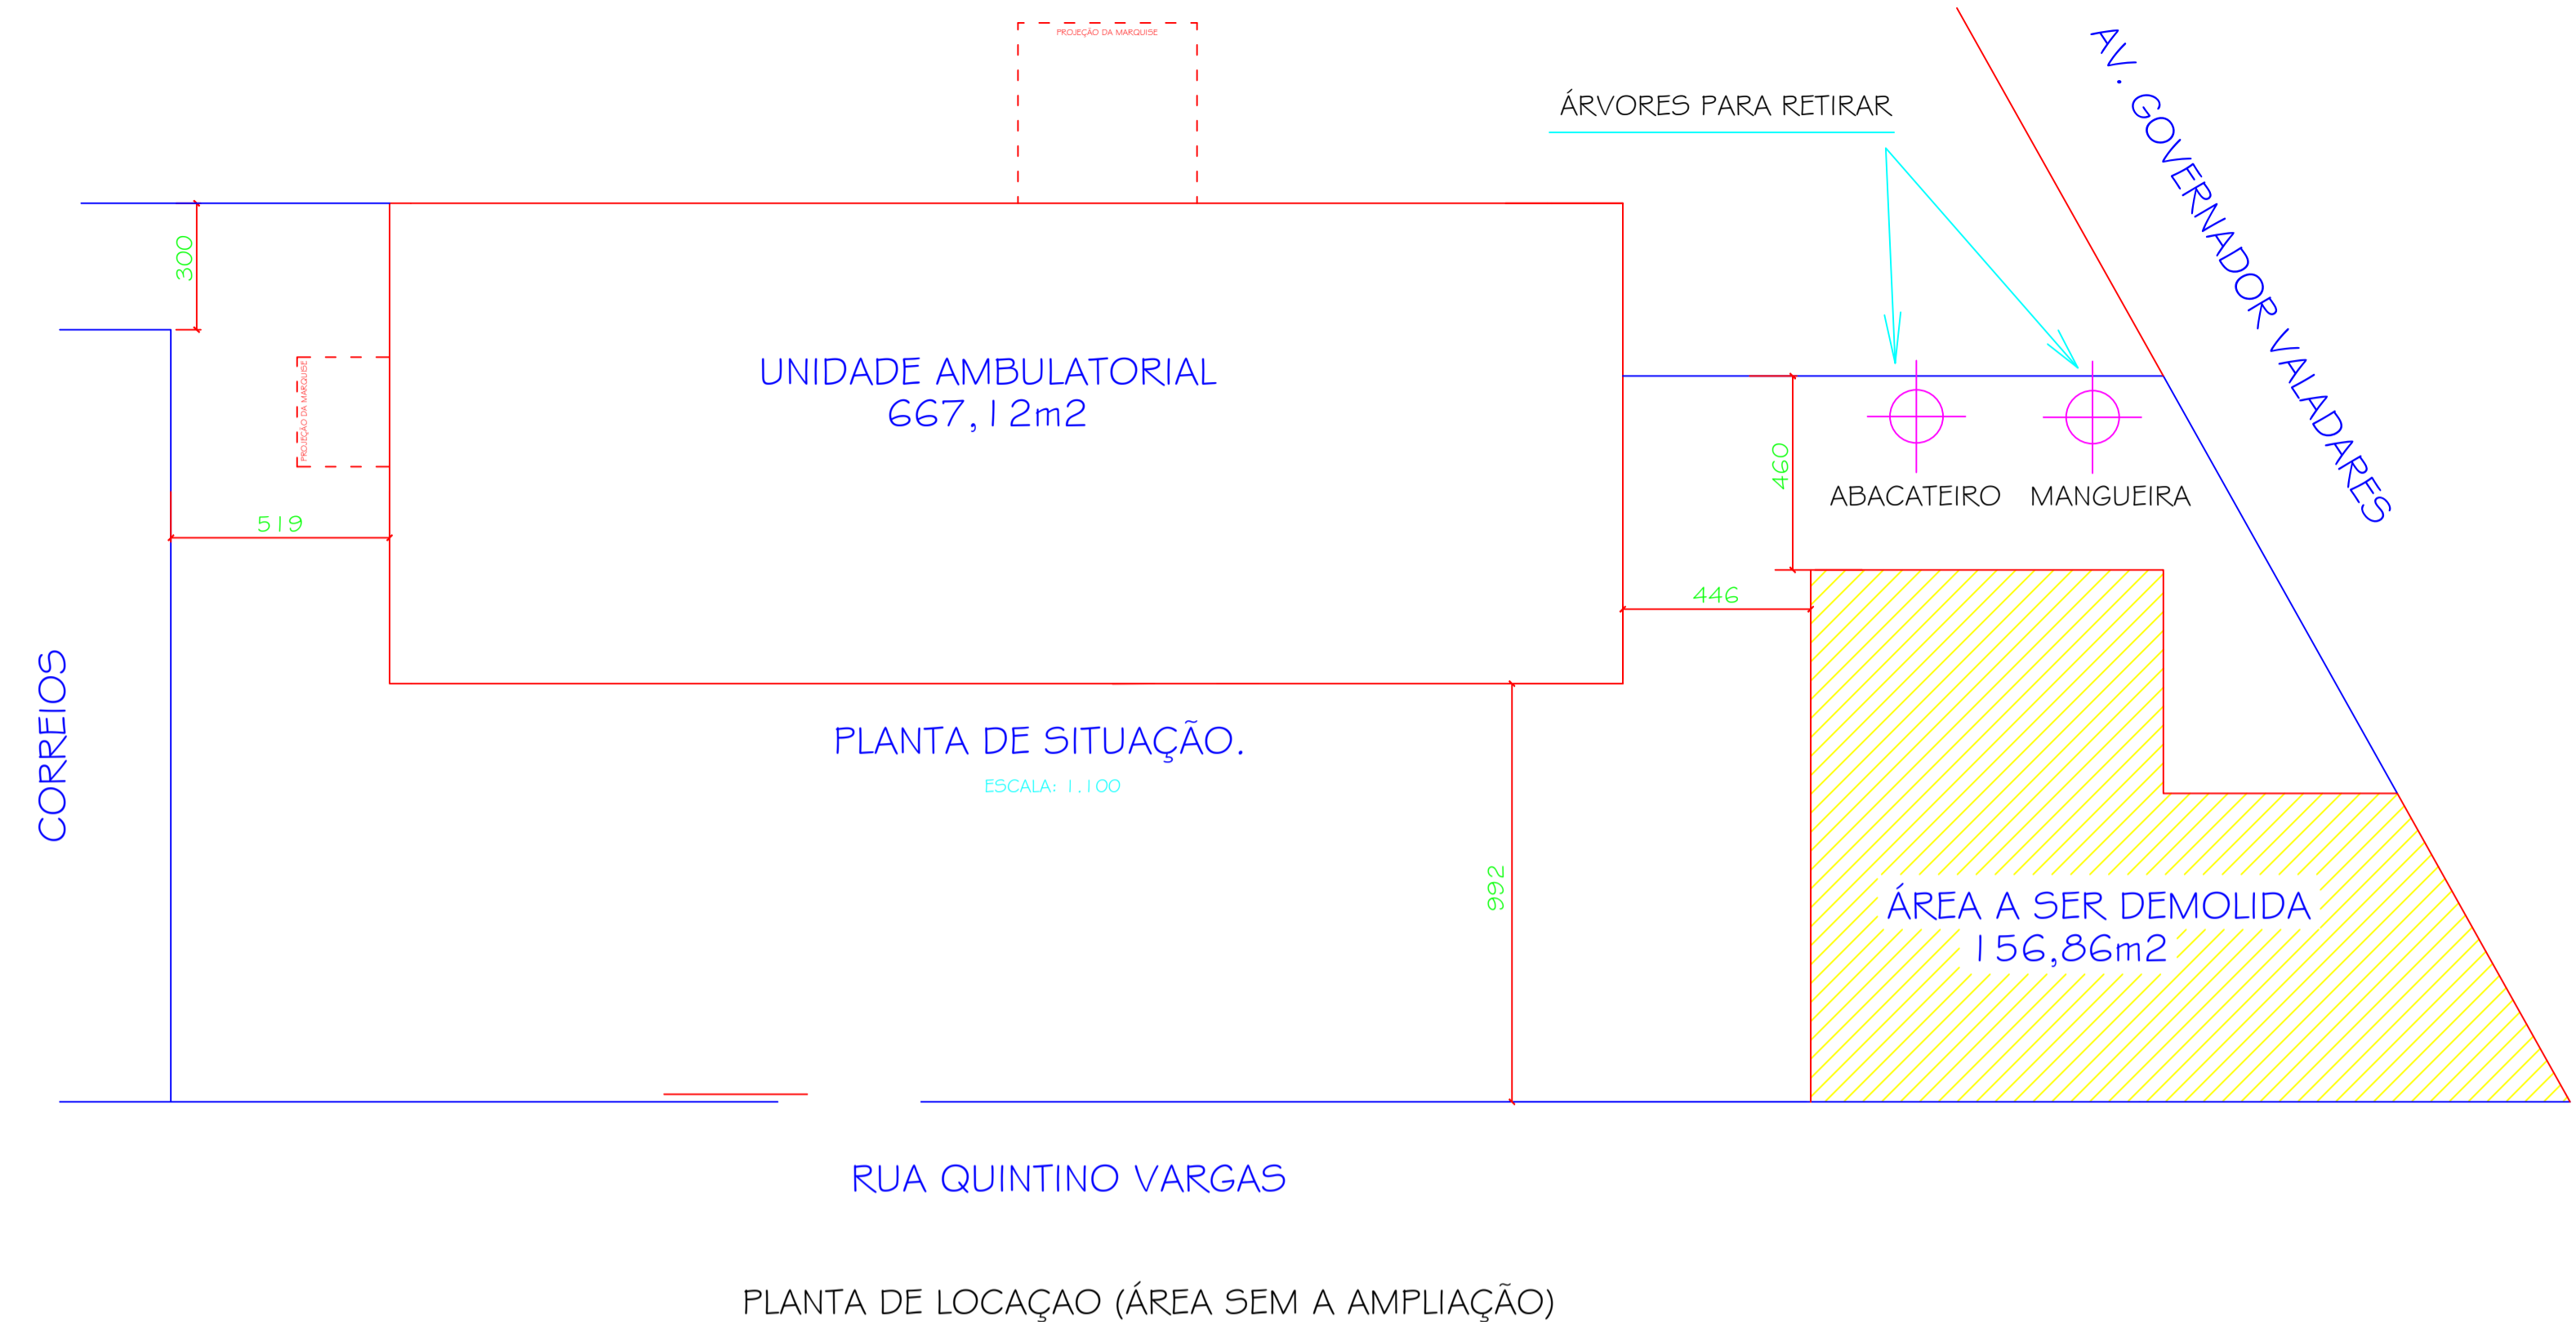 PROJEÇÃO DA MARQUISE
ÁRVORES PARA RETIRAR
AV. GOVERNADOR VALADARES
300
PROJEÇÃO DA MARQUISE
UNIDADE AMBULATORIAL
667,12m2
460
ABACATEIRO
MANGUEIRA
519
446
CORREIOS
PLANTA DE SITUAÇÃO.
ESCALA: 1.100
992
ÁREA A SER DEMOLIDA
156,86m2
RUA QUINTINO VARGAS
PLANTA DE LOCAÇAO (ÁREA SEM A AMPLIAÇÃO)